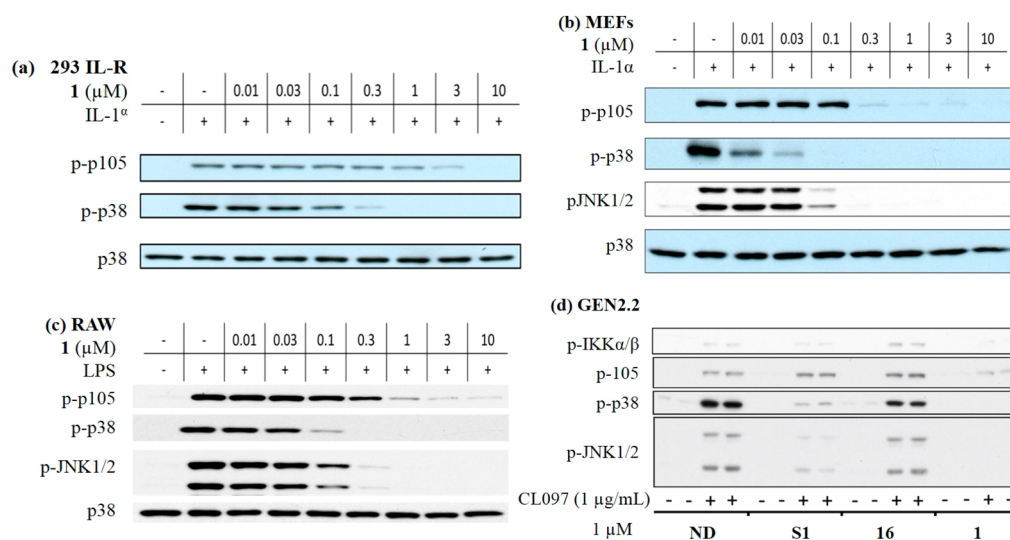 (a) 293 IL-R
1 (µM) - - 0.01 0.03 0.1 0.3 1 3 10
IL-1α - + + + + + + + +
p-p105
p-p38
p38
(b) MEFs
1 (µM) - - 0.01 0.03 0.1 0.3 1 3 10
IL-1α - + + + + + + + +
p-p105
p-p38
pJNK1/2
p38
(c) RAW
1 (µM) - - 0.01 0.03 0.1 0.3 1 3 10
LPS - + + + + + + + +
p-p105
p-p38
p-JNK1/2
p38
(d) GEN2.2
p-IKKα/β
p-105
p-p38
p-JNK1/2
CL097 (1 µg/mL) - - + + - - + + - - + + - - + -
1 µM ND S1 16 1